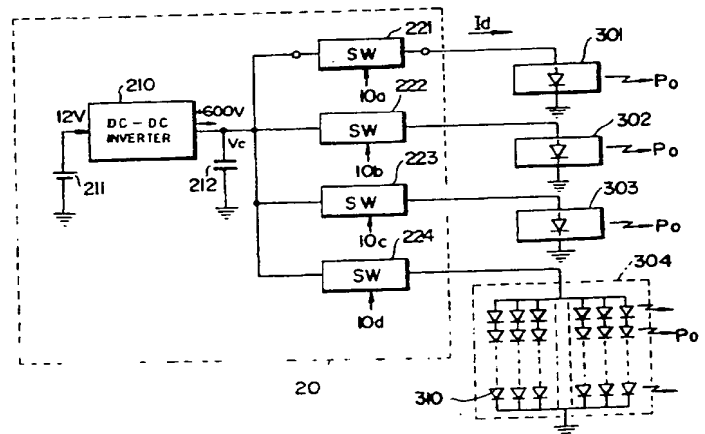 221
Id
301
SW
210
10a
Po
222
12V
600V
DC-DC
INVERTER
SW
302
Vc
Po
211
212
10b
223
303
SW
10c
Po
224
SW
304
10d
Po
310
20